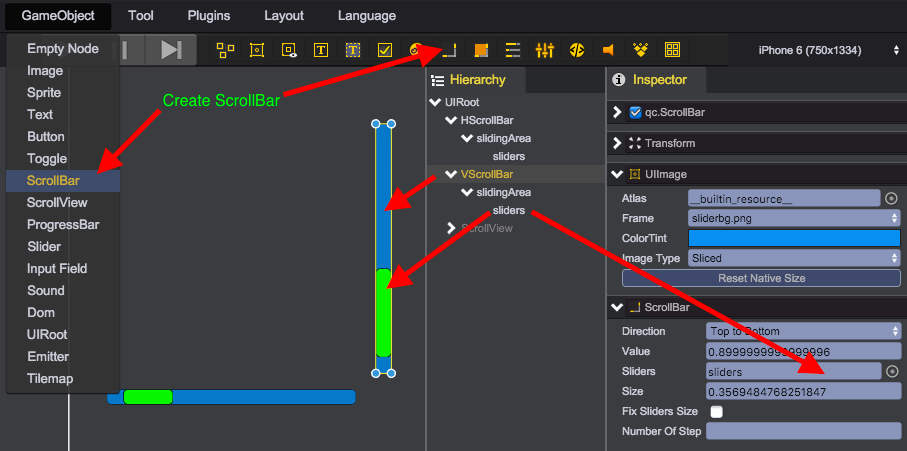 GameObject Tool Plugins Layout Language
iPhone 6 (750x1334)
Empty Node
Image
Sprite
Text
Button
Toggle
ScrollBar
ScrollView
ProgressBar
Slider
Input Field
Sound
Dom
UIRoot
Emitter
Tilemap
Create ScrollBar
Hierarchy
UIRoot
HScrollBar
slidingArea
sliders
VScrollBar
slidingArea
sliders
ScrollView
Inspector
qc.ScrollBar
Transform
UIImage
Atlas __builtin_resource__
Frame sliderbg.png
ColorTint
Image Type Sliced
Reset Native Size
ScrollBar
Direction Top to Bottom
Value 0.8999999999999996
Sliders sliders
Size 0.3569484768251847
Fix Sliders Size
Number Of Step